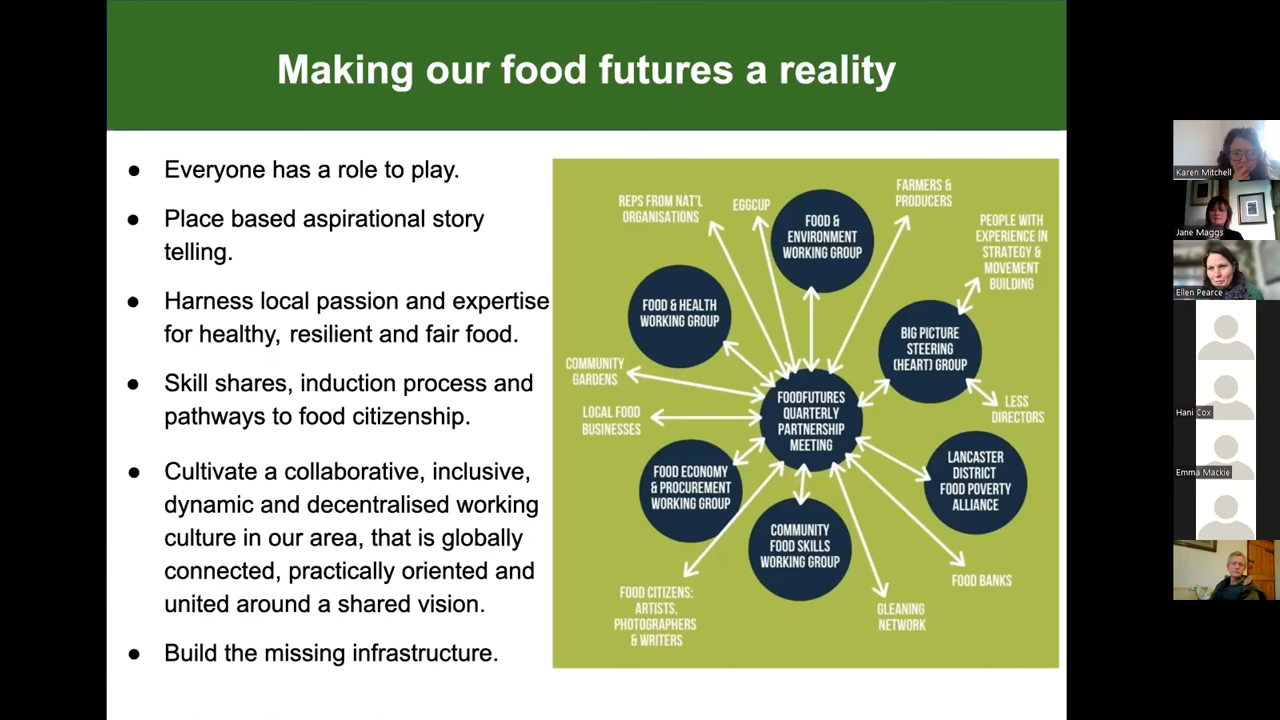 Making our food futures a reality
● Everyone has a role to play.
● Place based aspirational story
telling.
● Harness local passion and expertise
for healthy, resilient and fair food.
● Skill shares, induction process and
pathways to food citizenship.
● Cultivate a collaborative, inclusive,
dynamic and decentralised working
culture in our area, that is globally
connected, practically oriented and
united around a shared vision.
● Build the missing infrastructure.
REPS FROM NAT'L
ORGANISATIONS
EGGCUP
FOOD &
ENVIRONMENT
WORKING GROUP
FARMERS &
PRODUCERS
PEOPLE WITH
EXPERIENCE IN
STRATEGY &
MOVEMENT
BUILDING
FOOD & HEALTH
WORKING GROUP
BIG PICTURE
STEERING
(HEART) GROUP
COMMUNITY
GARDENS
LOCAL FOOD
BUSINESSES
FOODFUTURES
QUARTERLY
PARTNERSHIP
MEETING
LESS
DIRECTORS
FOOD ECONOMY
& PROCUREMENT
WORKING GROUP
LANCASTER
DISTRICT
FOOD POVERTY
ALLIANCE
COMMUNITY
FOOD SKILLS
WORKING GROUP
FOOD CITIZENS:
ARTISTS,
PHOTOGRAPHERS
& WRITERS
GLEANING
NETWORK
FOOD BANKS
Karen Mitchell
Jane Maggs
Ellen Pearce
Hani Cox
Emma Mackie